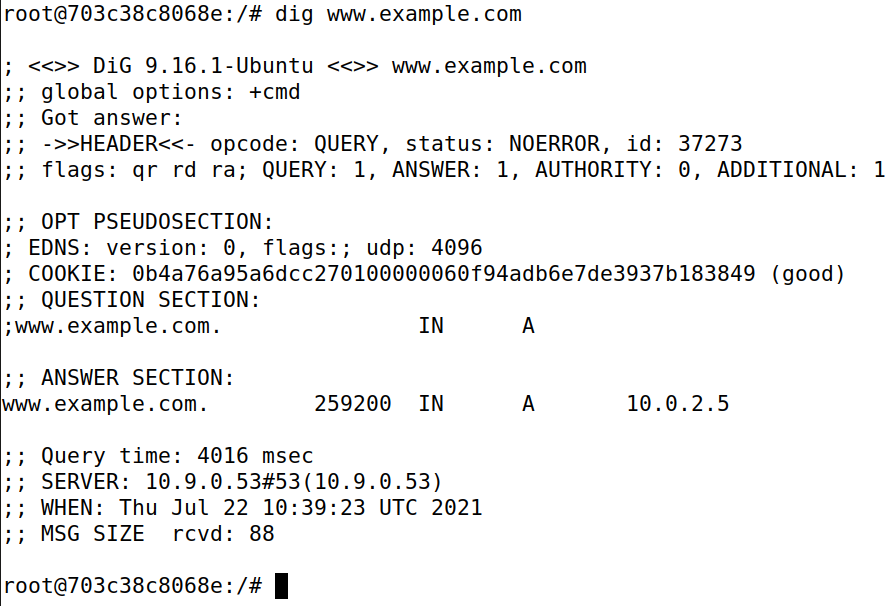 root@703c38c8068e:/# dig www.example.com
; <<>> DiG 9.16.1-Ubuntu <<>> www.example.com
;; global options: +cmd
;; Got answer:
;; ->>HEADER<<- opcode: QUERY, status: NOERROR, id: 37273
;; flags: qr rd ra; QUERY: 1, ANSWER: 1, AUTHORITY: 0, ADDITIONAL: 1
;; OPT PSEUDOSECTION:
; EDNS: version: 0, flags:; udp: 4096
; COOKIE: 0b4a76a95a6dcc270100000060f94adb6e7de3937b183849 (good)
;; QUESTION SECTION:
;www.example.com.               IN      A
;; ANSWER SECTION:
www.example.com.        259200  IN      A       10.0.2.5
;; Query time: 4016 msec
;; SERVER: 10.9.0.53#53(10.9.0.53)
;; WHEN: Thu Jul 22 10:39:23 UTC 2021
;; MSG SIZE  rcvd: 88
root@703c38c8068e:/#